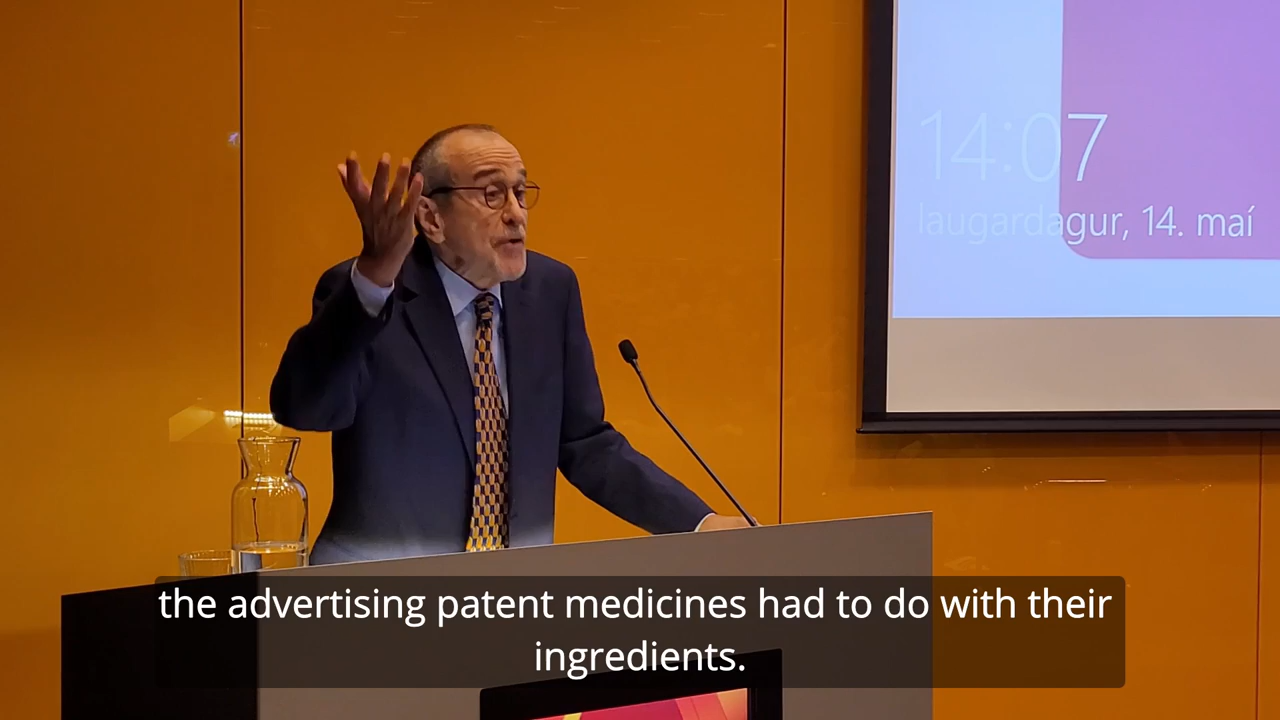 14:07
laugardagur, 14. maí
the advertising patent medicines had to do with their
ingredients.